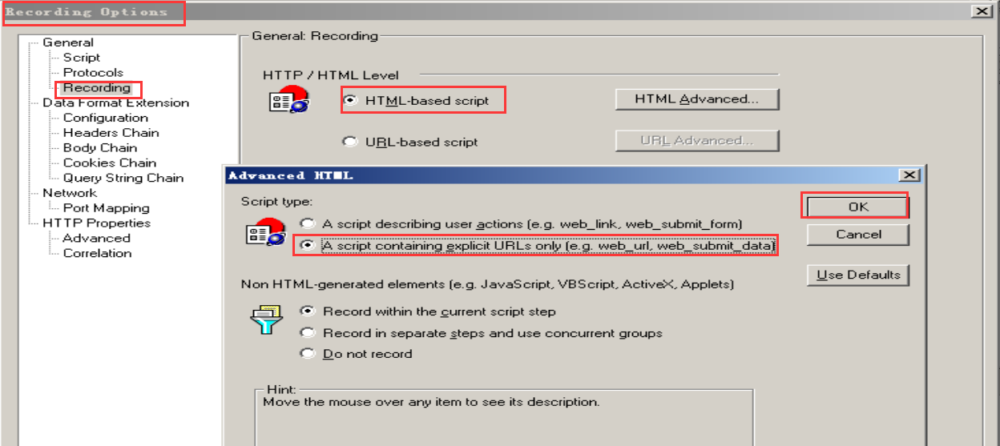 Recording Options
General
Script
Protocols
Recording
Data Format Extension
Configuration
Headers Chain
Body Chain
Cookies Chain
Query String Chain
Network
Port Mapping
HTTP Properties
Advanced
Correlation
General: Recording
HTTP / HTML Level
HTML-based script
HTML Advanced...
URL-based script
URL Advanced...
Advanced HTML
Script type:
A script describing user actions (e.g. web_link, web_submit_form)
A script containing explicit URLs only (e.g. web_url, web_submit_data)
OK
Cancel
Use Defaults
Non HTML-generated elements (e.g. JavaScript, VBScript, ActiveX, Applets)
Record within the current script step
Record in separate steps and use concurrent groups
Do not record
Hint:
Move the mouse over any item to see its description.